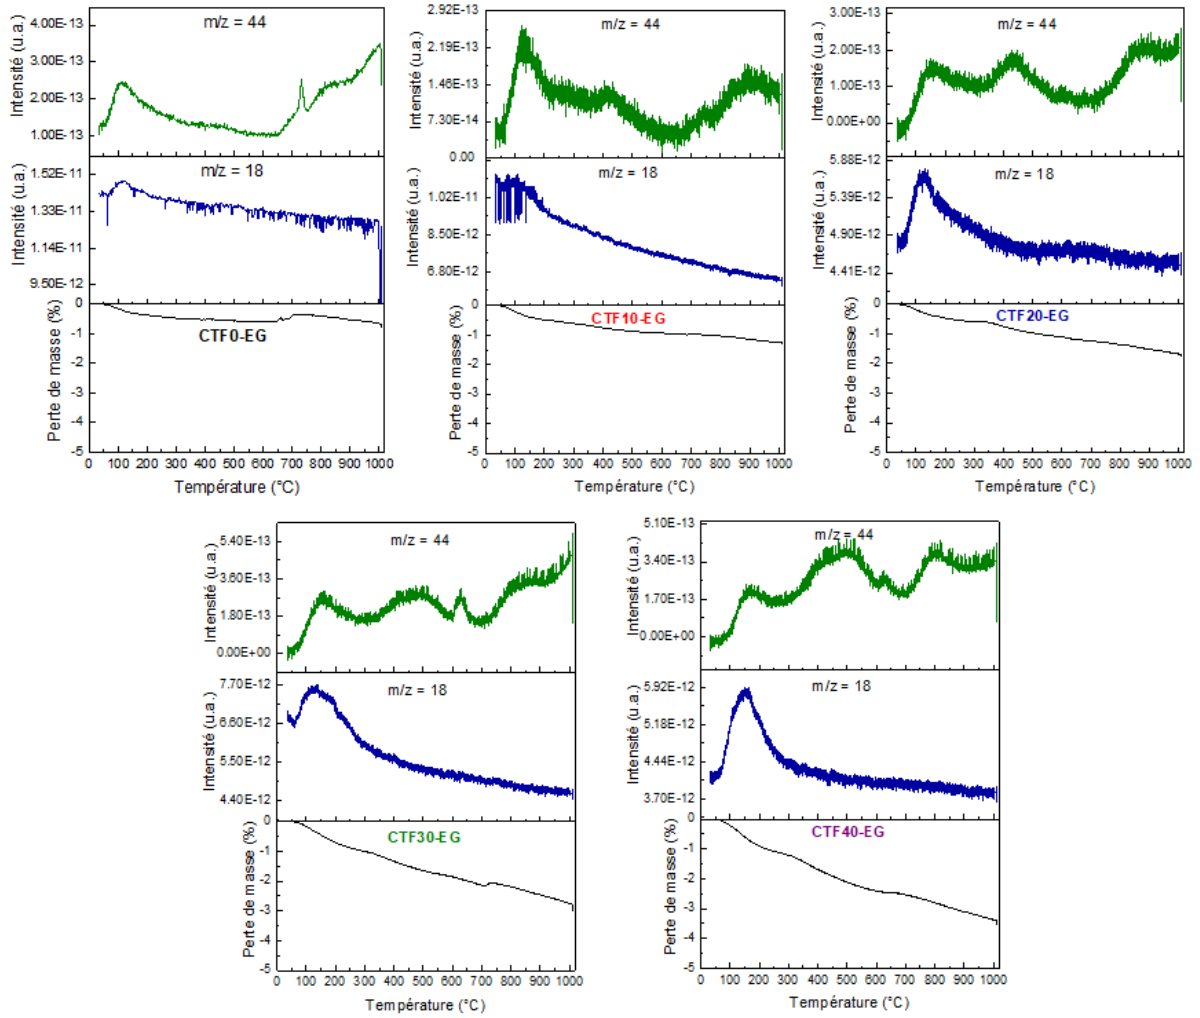 m/z = 44
Intensité (u.a.)
4.00E-13
3.00E-13
2.00E-13
1.00E-13
m/z = 18
Intensité (u.a.)
1.52E-11
1.33E-11
1.14E-11
9.50E-12
CTF0-EG
Perte de masse (%)
0
-1
-2
-3
-4
-5
0 100 200 300 400 500 600 700 800 900 1000
Température (°C)
m/z = 44
Intensité (u.a.)
2.92E-13
2.19E-13
1.46E-13
7.30E-14
0.00
m/z = 18
Intensité (u.a.)
1.02E-11
8.50E-12
6.80E-12
CTF10-EG
Perte de masse (%)
0
-1
-2
-3
-4
-5
0 100 200 300 400 500 600 700 800 900 1000
Température (°C)
m/z = 44
Intensité (u.a.)
3.00E-13
2.00E-13
1.00E-13
0.00E+00
m/z = 18
Intensité (u.a.)
5.88E-12
5.39E-12
4.90E-12
4.41E-12
CTF20-EG
Perte de masse (%)
0
-1
-2
-3
-4
-5
0 100 200 300 400 500 600 700 800 900 1000
Température (°C)
m/z = 44
Intensité (u.a.)
5.40E-13
3.60E-13
1.80E-13
0.00E+00
m/z = 18
Intensité (u.a.)
7.70E-12
6.60E-12
5.50E-12
4.40E-12
CTF30-EG
Perte de masse (%)
0
-1
-2
-3
-4
-5
0 100 200 300 400 500 600 700 800 900 1000
Température (°C)
m/z = 44
Intensité (u.a.)
5.10E-13
3.40E-13
1.70E-13
0.00E+00
m/z = 18
Intensité (u.a.)
5.92E-12
5.18E-12
4.44E-12
3.70E-12
CTF40-EG
Perte de masse (%)
0
-1
-2
-3
-4
-5
0 100 200 300 400 500 600 700 800 900 1000
Température (°C)